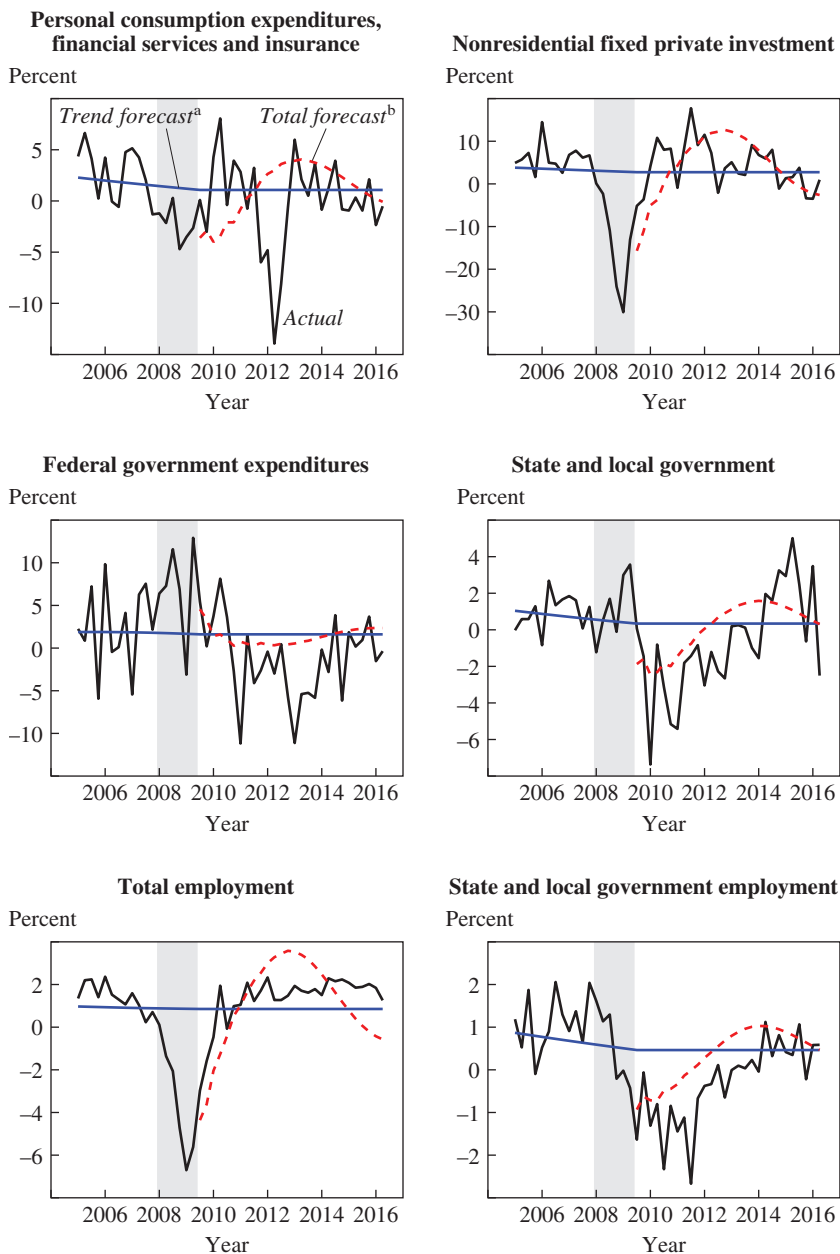 Personal consumption expenditures,
financial services and insurance
Percent
Trend forecastᵃ
Total forecastᵇ
5
0
–5
–10
Actual
2006 2008 2010 2012 2014 2016
Year
Nonresidential fixed private investment
Percent
10
0
–10
–20
–30
2006 2008 2010 2012 2014 2016
Year
Federal government expenditures
Percent
10
5
0
–5
–10
2006 2008 2010 2012 2014 2016
Year
State and local government
Percent
4
2
0
–2
–4
–6
2006 2008 2010 2012 2014 2016
Year
Total employment
Percent
2
0
–2
–4
–6
2006 2008 2010 2012 2014 2016
Year
State and local government employment
Percent
2
1
0
–1
–2
2006 2008 2010 2012 2014 2016
Year